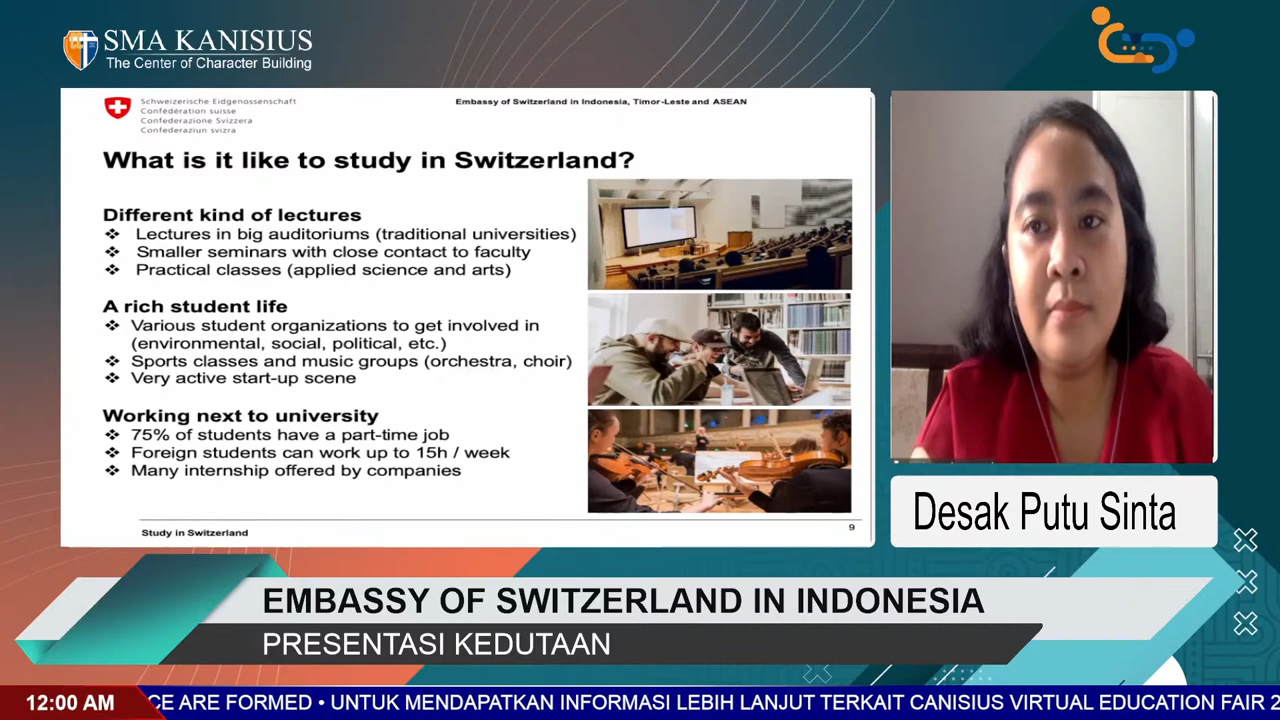 SMA KANISIUS
The Center of Character Building
Schweizerische Eidgenossenschaft
Confédération suisse
Confederazione Svizzera
Confederaziun svizra
Embassy of Switzerland in Indonesia, Timor-Leste and ASEAN
What is it like to study in Switzerland?
Different kind of lectures
❖ Lectures in big auditoriums (traditional universities)
❖ Smaller seminars with close contact to faculty
❖ Practical classes (applied science and arts)
A rich student life
❖ Various student organizations to get involved in
(environmental, social, political, etc.)
❖ Sports classes and music groups (orchestra, choir)
❖ Very active start-up scene
Working next to university
❖ 75% of students have a part-time job
❖ Foreign students can work up to 15h / week
❖ Many internship offered by companies
Study in Switzerland
9
Desak Putu Sinta
EMBASSY OF SWITZERLAND IN INDONESIA
PRESENTASI KEDUTAAN
12:00 AM
CE ARE FORMED • UNTUK MENDAPATKAN INFORMASI LEBIH LANJUT TERKAIT CANISIUS VIRTUAL EDUCATION FAIR 2